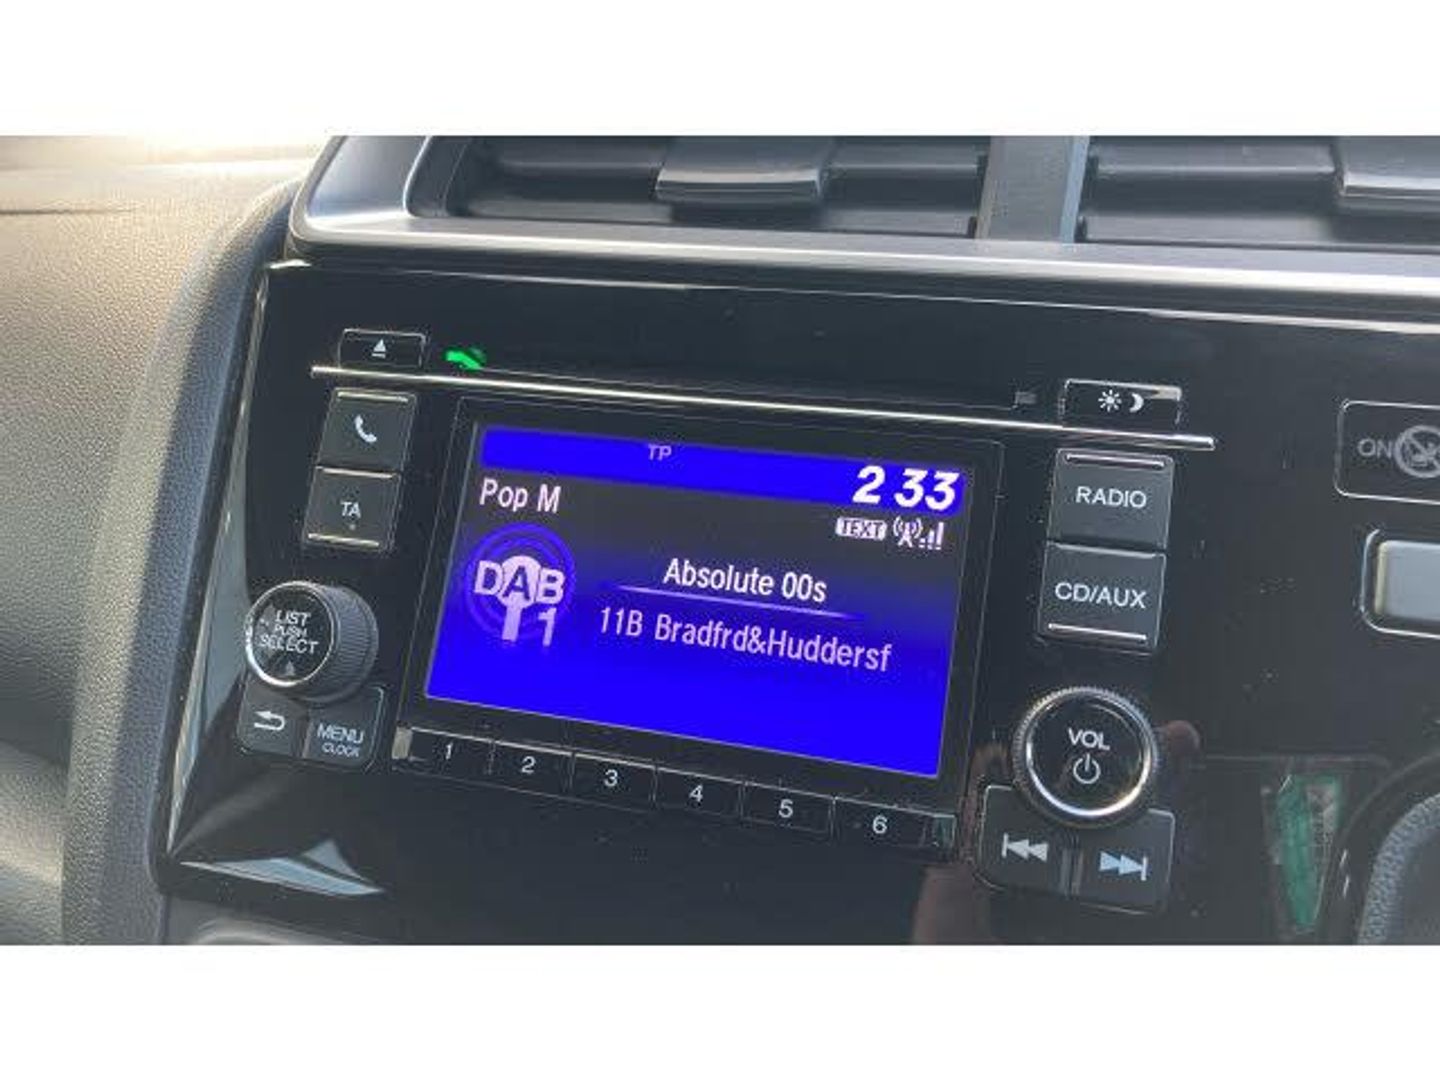 TP
2 33
Pop M
TEXT
DAB
1
Absolute 00s
11B Bradfrd&Huddersf
TA
LIST
PUSH
SELECT
MENU
CLOCK
1 2 3 4 5 6
RADIO
CD/AUX
VOL
ON